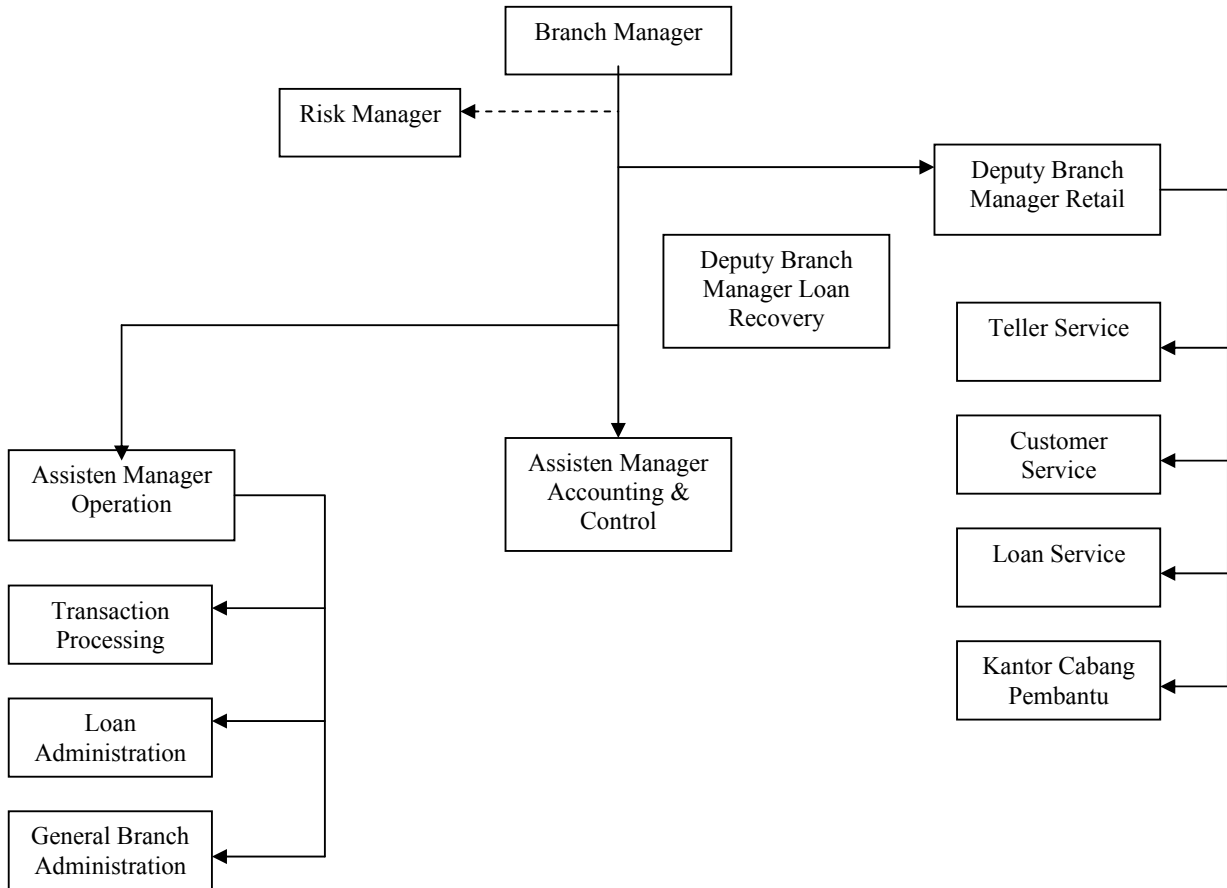 Branch Manager
Risk Manager
Deputy Branch
Manager Retail
Deputy Branch
Manager Loan
Recovery
Teller Service
Customer
Service
Assisten Manager
Operation
Assisten Manager
Accounting &
Control
Loan Service
Transaction
Processing
Kantor Cabang
Pembantu
Loan
Administration
General Branch
Administration